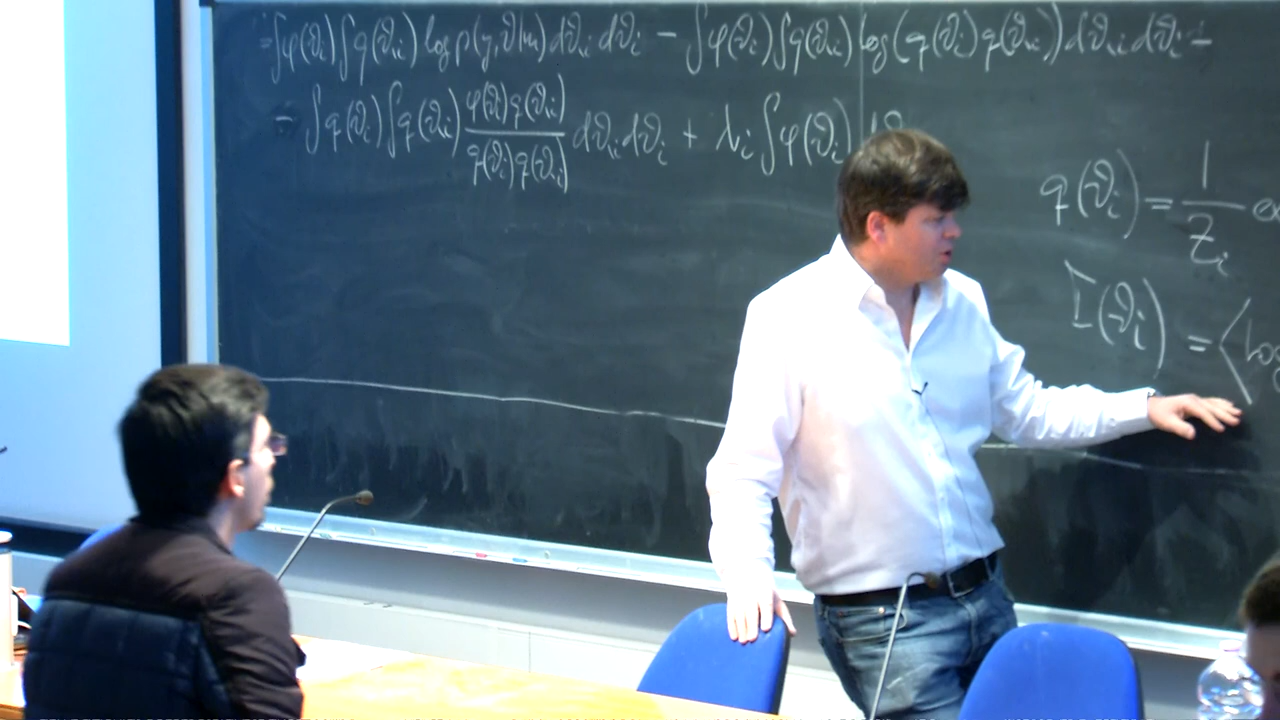 =∫φ(ϑᵢ)∫q(ϑ\ᵢ) log p(y,ϑ|m) dϑ\ᵢ dϑᵢ − ∫φ(ϑᵢ)∫q(ϑ\ᵢ) log(q(ϑᵢ)q(ϑ\ᵢ)) dϑ\ᵢ dϑᵢ −
− ∫q(ϑᵢ)∫q(ϑ\ᵢ) φ(ϑᵢ)q(ϑ\ᵢ) / q(ϑᵢ)q(ϑ\ᵢ) dϑ\ᵢ dϑᵢ + λᵢ∫φ(ϑᵢ)
q(ϑᵢ) = 1/Zᵢ
I(ϑᵢ) = ⟨log